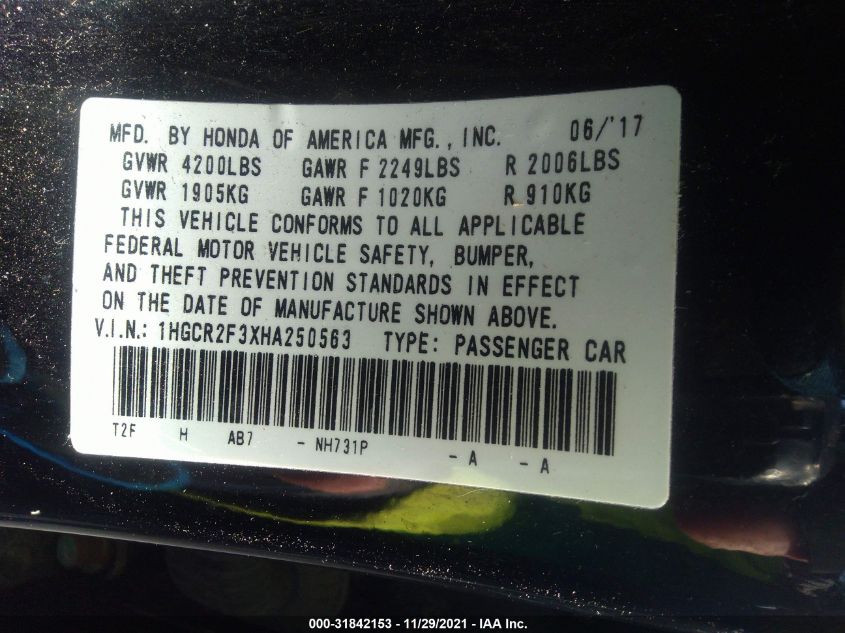 MFD. BY HONDA OF AMERICA MFG., INC. 06/'17
GVWR 4200LBS GAWR F 2249LBS R 2006LBS
GVWR 1905KG GAWR F 1020KG R 910KG
THIS VEHICLE CONFORMS TO ALL APPLICABLE
FEDERAL MOTOR VEHICLE SAFETY, BUMPER,
AND THEFT PREVENTION STANDARDS IN EFFECT
ON THE DATE OF MANUFACTURE SHOWN ABOVE.
V.I.N.: 1HGCR2F3XHA250563 TYPE: PASSENGER CAR
T2F H AB7 - NH731P - A - A
000-31842153 - 11/29/2021 - IAA Inc.